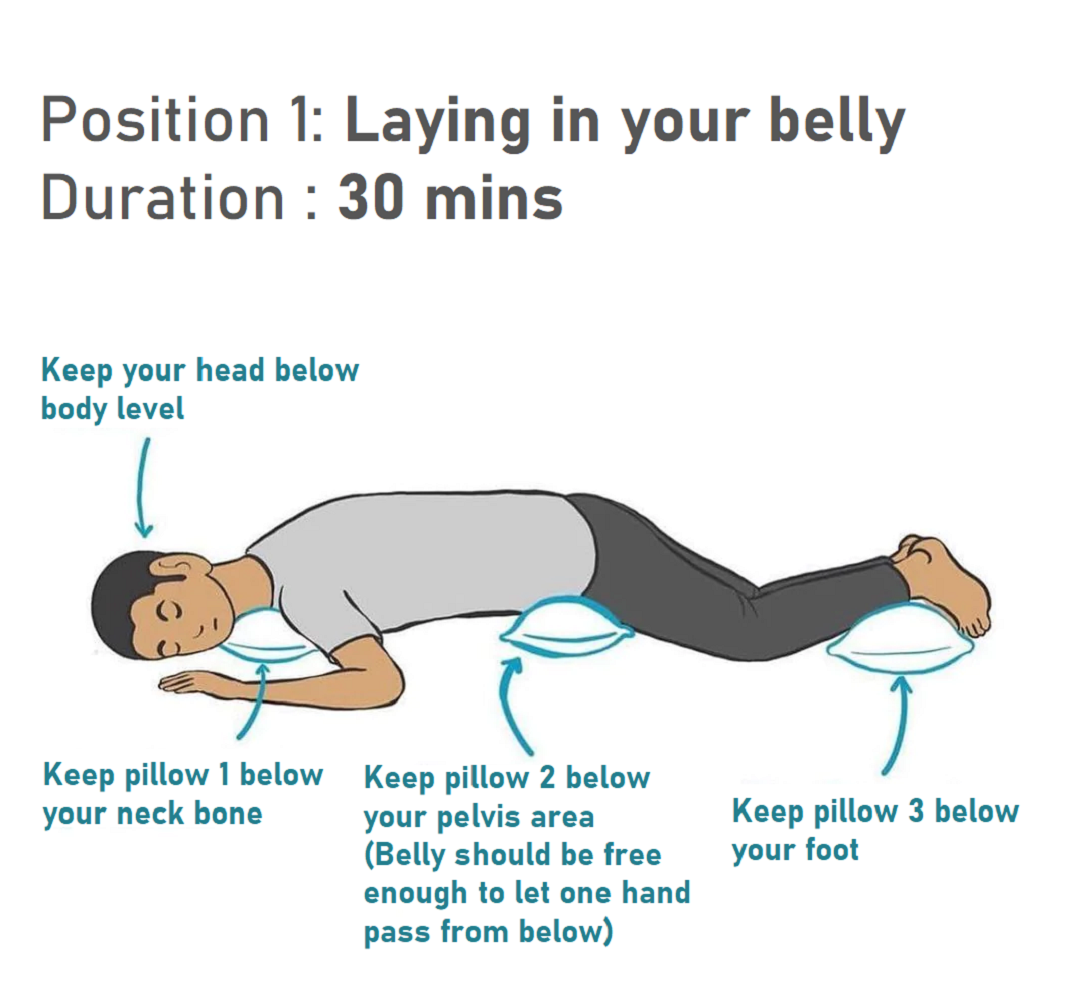 Position 1: Laying in your belly
Duration : 30 mins
Keep your head below
body level
Keep pillow 1 below
your neck bone
Keep pillow 2 below
your pelvis area
(Belly should be free
enough to let one hand
pass from below)
Keep pillow 3 below
your foot